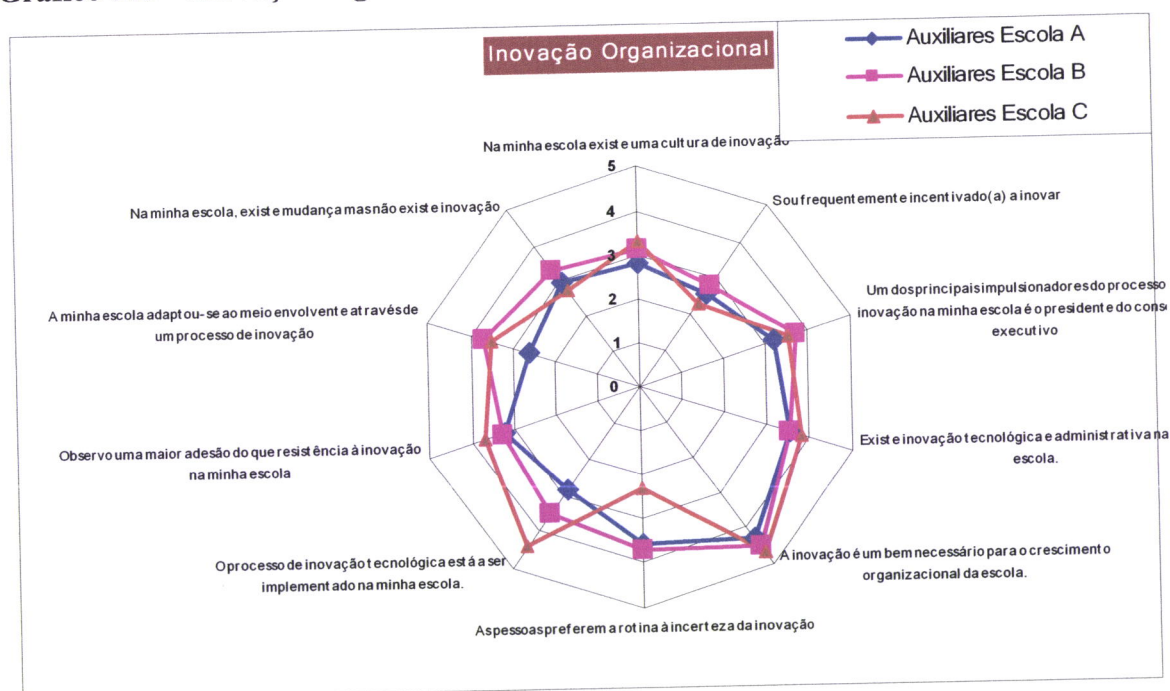 Inovação Organizacional
Auxiliares Escola A
Auxiliares Escola B
Auxiliares Escola C
Na minha escola existe uma cultura de inovação
Sou frequentemente incentivado(a) a inovar
Um dos principais impulsionadores do processo
inovação na minha escola é o presidente do cons
executivo
Existe inovação tecnológica e administrativa na
escola.
A inovação é um bem necessário para o crescimento
organizacional da escola.
As pessoas preferem a rotina à incerteza da inovação
O processo de inovação tecnológica está a ser
implementado na minha escola.
Observo uma maior adesão do que resistência à inovação
na minha escola
A minha escola adaptou-se ao meio envolvente através de
um processo de inovação
Na minha escola, existe mudança mas não existe inovação
5
4
3
2
1
0